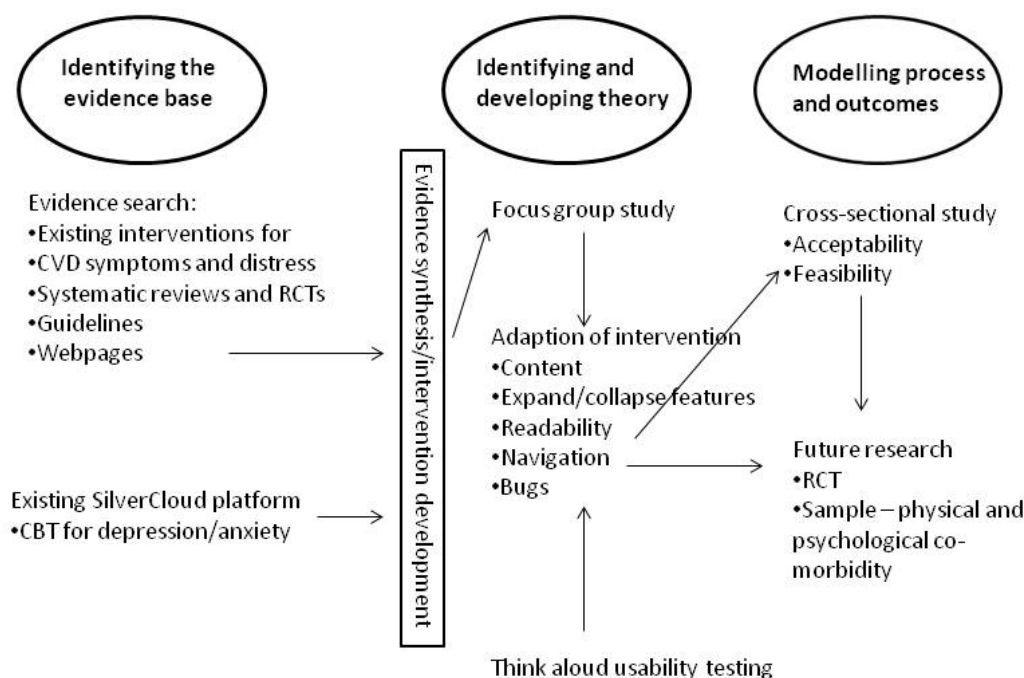 Identifying the
evidence base
Evidence search:
•Existing interventions for
•CVD symptoms and distress
•Systematic reviews and RCTs
•Guidelines
•Webpages
Existing SilverCloud platform
•CBT for depression/anxiety
Evidence synthesis/intervention development
Identifying and
developing theory
Focus group study
Adaption of intervention
•Content
•Expand/collapse features
•Readability
•Navigation
•Bugs
Think aloud usability testing
Modelling process
and outcomes
Cross-sectional study
•Acceptability
•Feasibility
Future research
•RCT
•Sample – physical and
psychological co-
morbidity